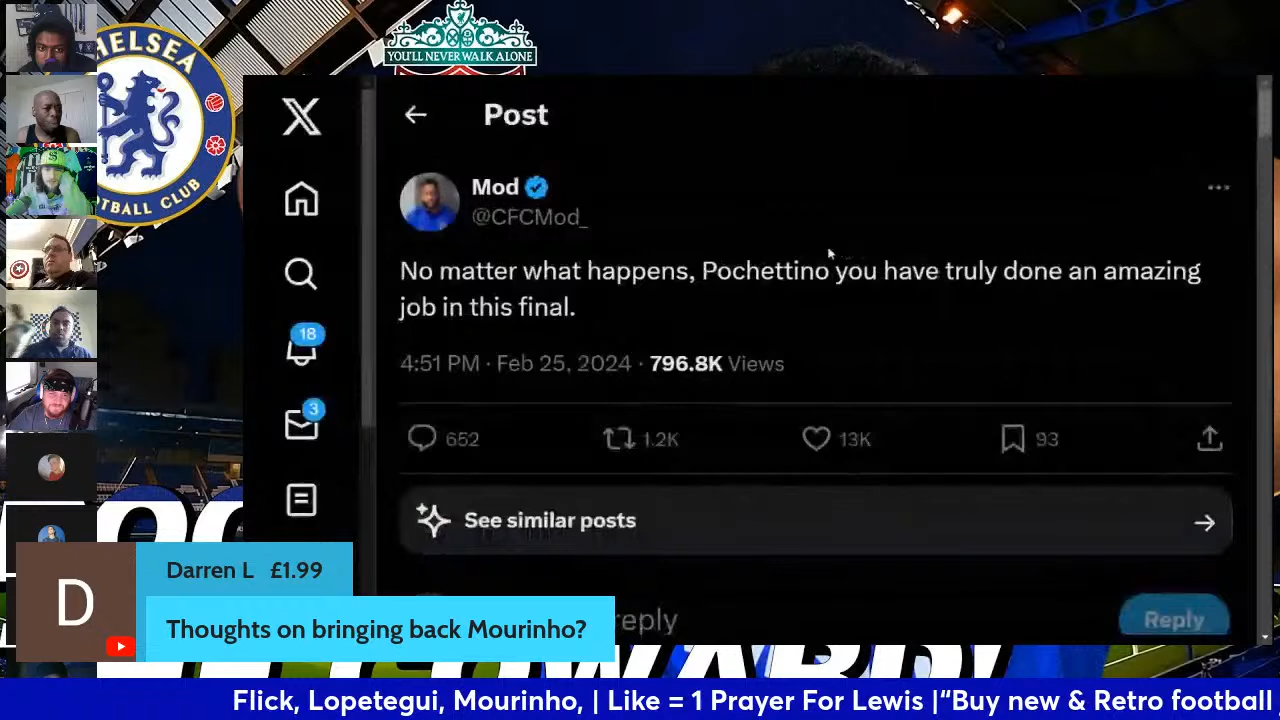 YOU'LL NEVER WALK ALONE
CHELSEA
FOOTBALL CLUB
X
Post
Mod
@CFCMod_
No matter what happens, Pochettino you have truly done an amazing
job in this final.
4:51 PM · Feb 25, 2024 · 796.8K Views
18
3
652
1.2K
13K
93
See similar posts
reply
Reply
D
Darren L £1.99
Thoughts on bringing back Mourinho?
Flick, Lopetegui, Mourinho, | Like = 1 Prayer For Lewis |“Buy new & Retro football